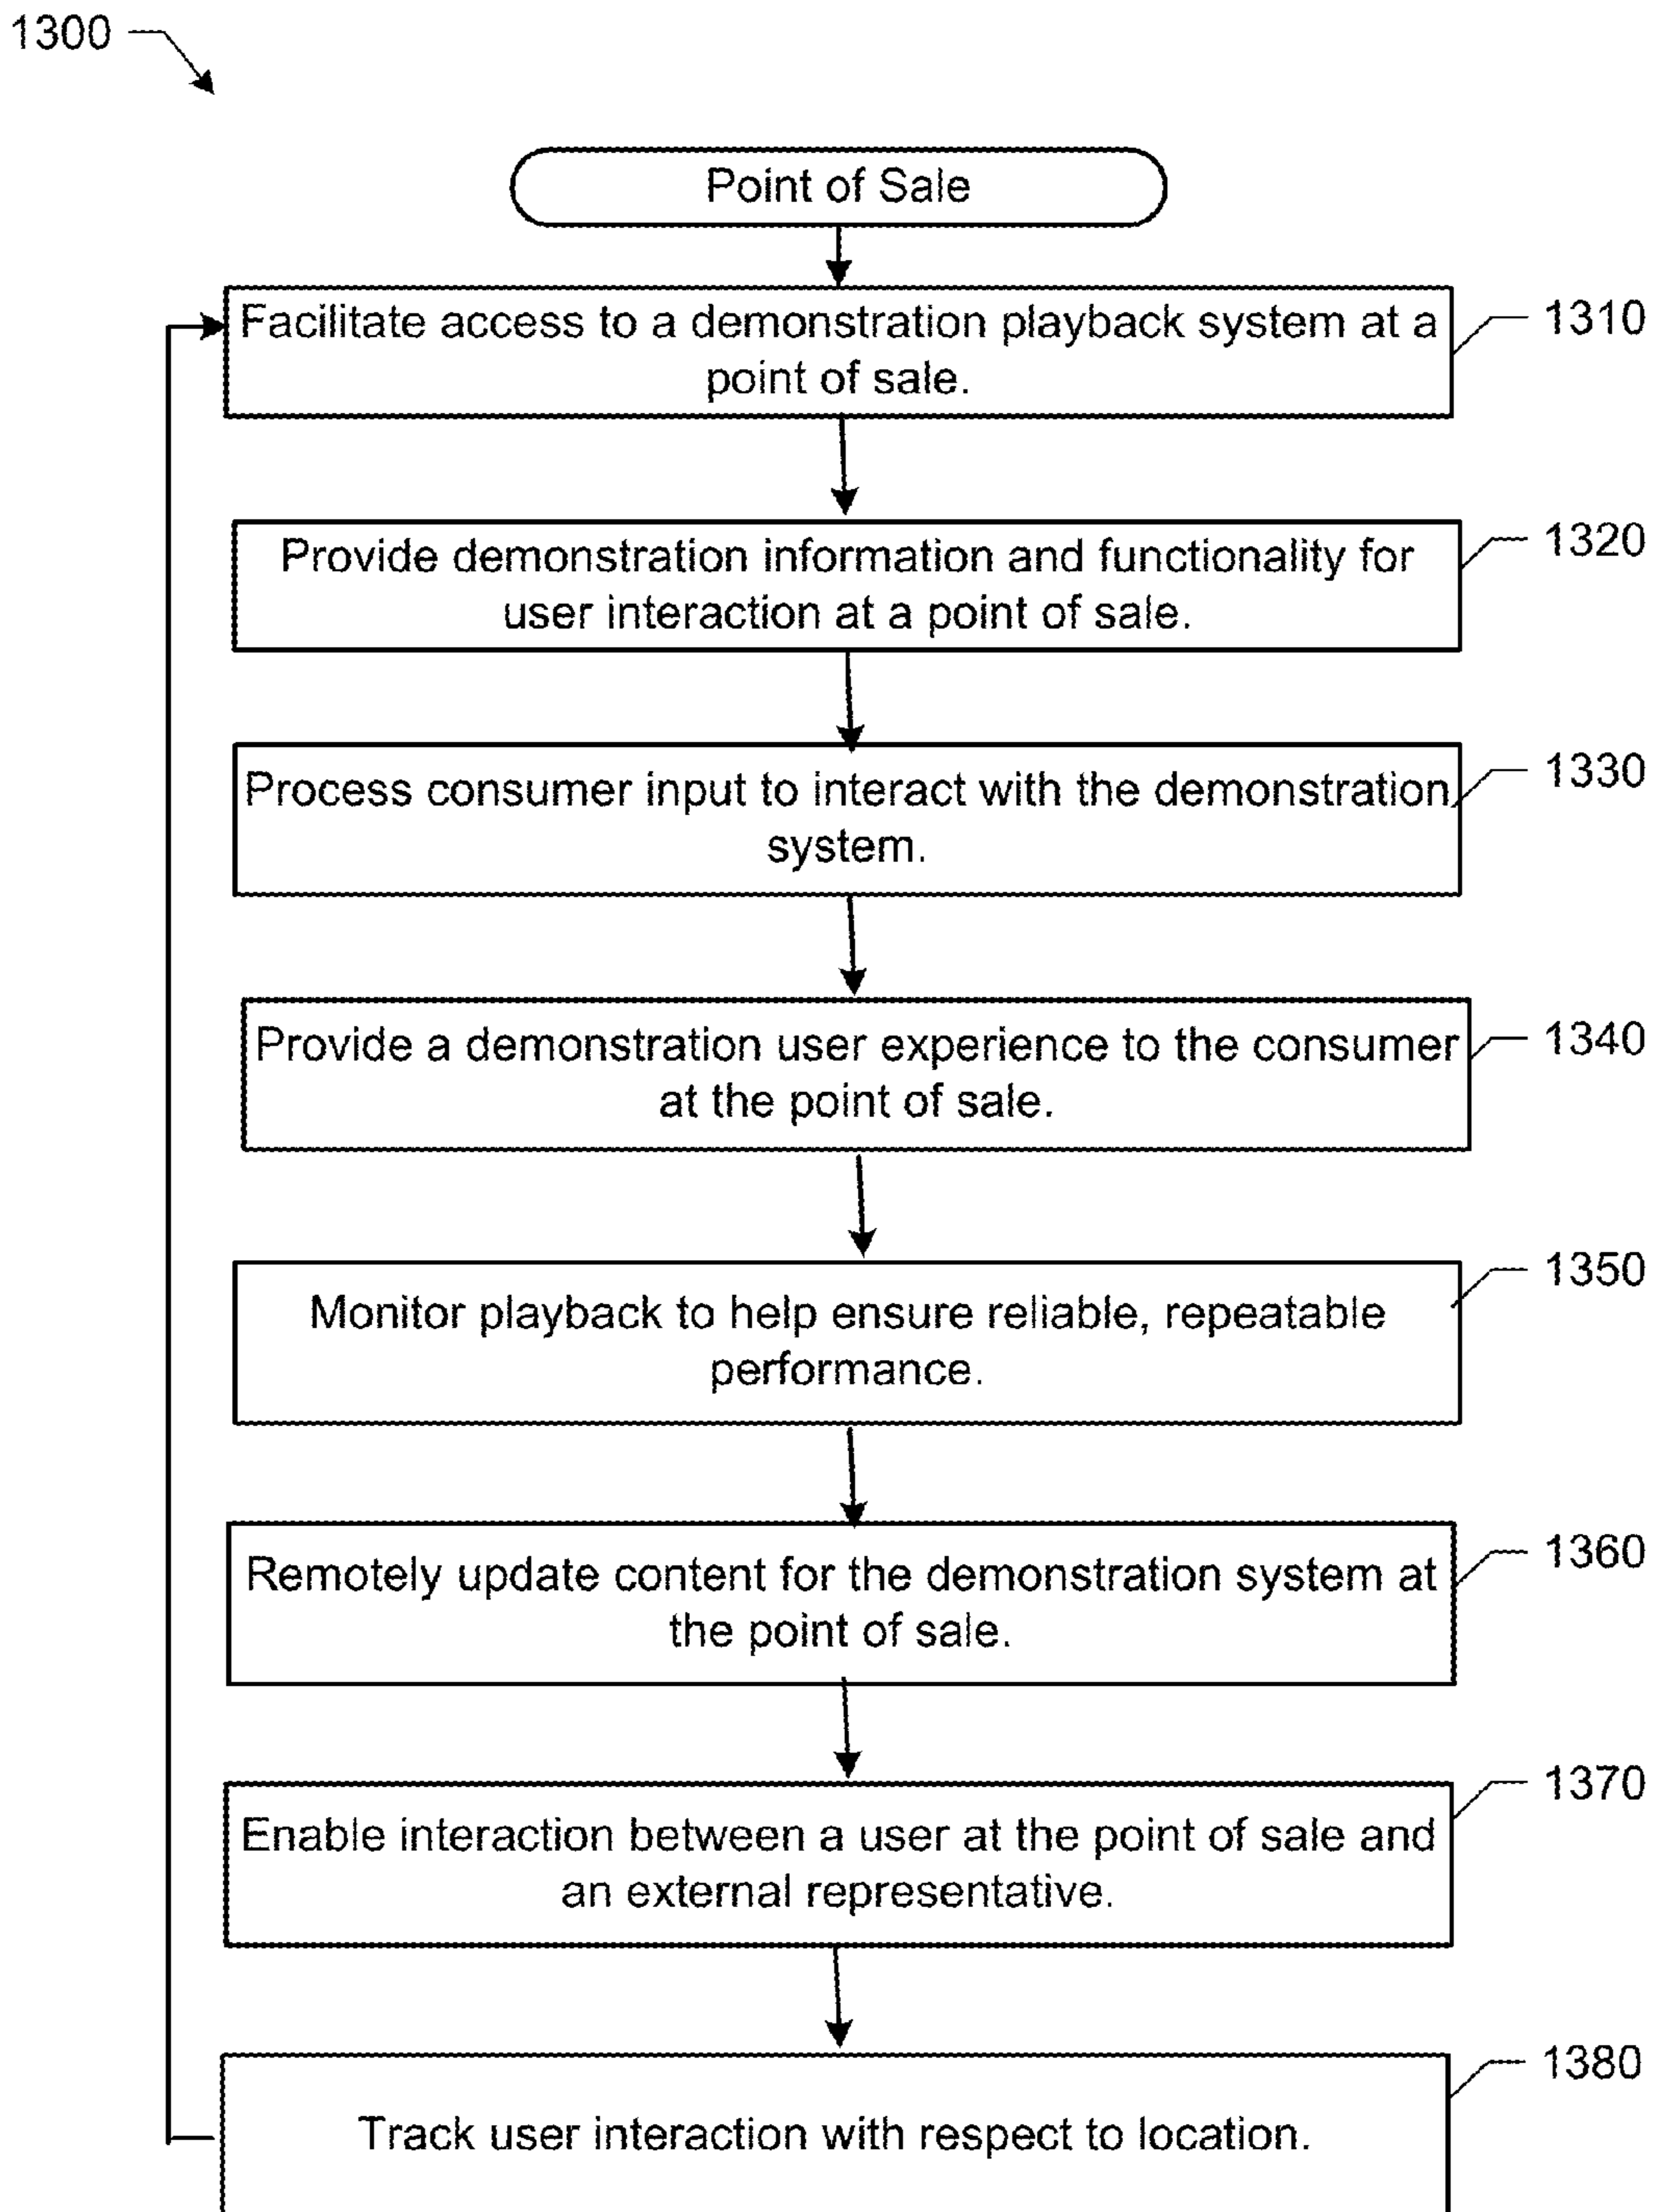 1300
Point of Sale
Facilitate access to a demonstration playback system at a
point of sale.
1310
Provide demonstration information and functionality for
user interaction at a point of sale.
1320
Process consumer input to interact with the demonstration
system.
1330
Provide a demonstration user experience to the consumer
at the point of sale.
1340
Monitor playback to help ensure reliable, repeatable
performance.
1350
Remotely update content for the demonstration system at
the point of sale.
1360
Enable interaction between a user at the point of sale and
an external representative.
1370
Track user interaction with respect to location.
1380